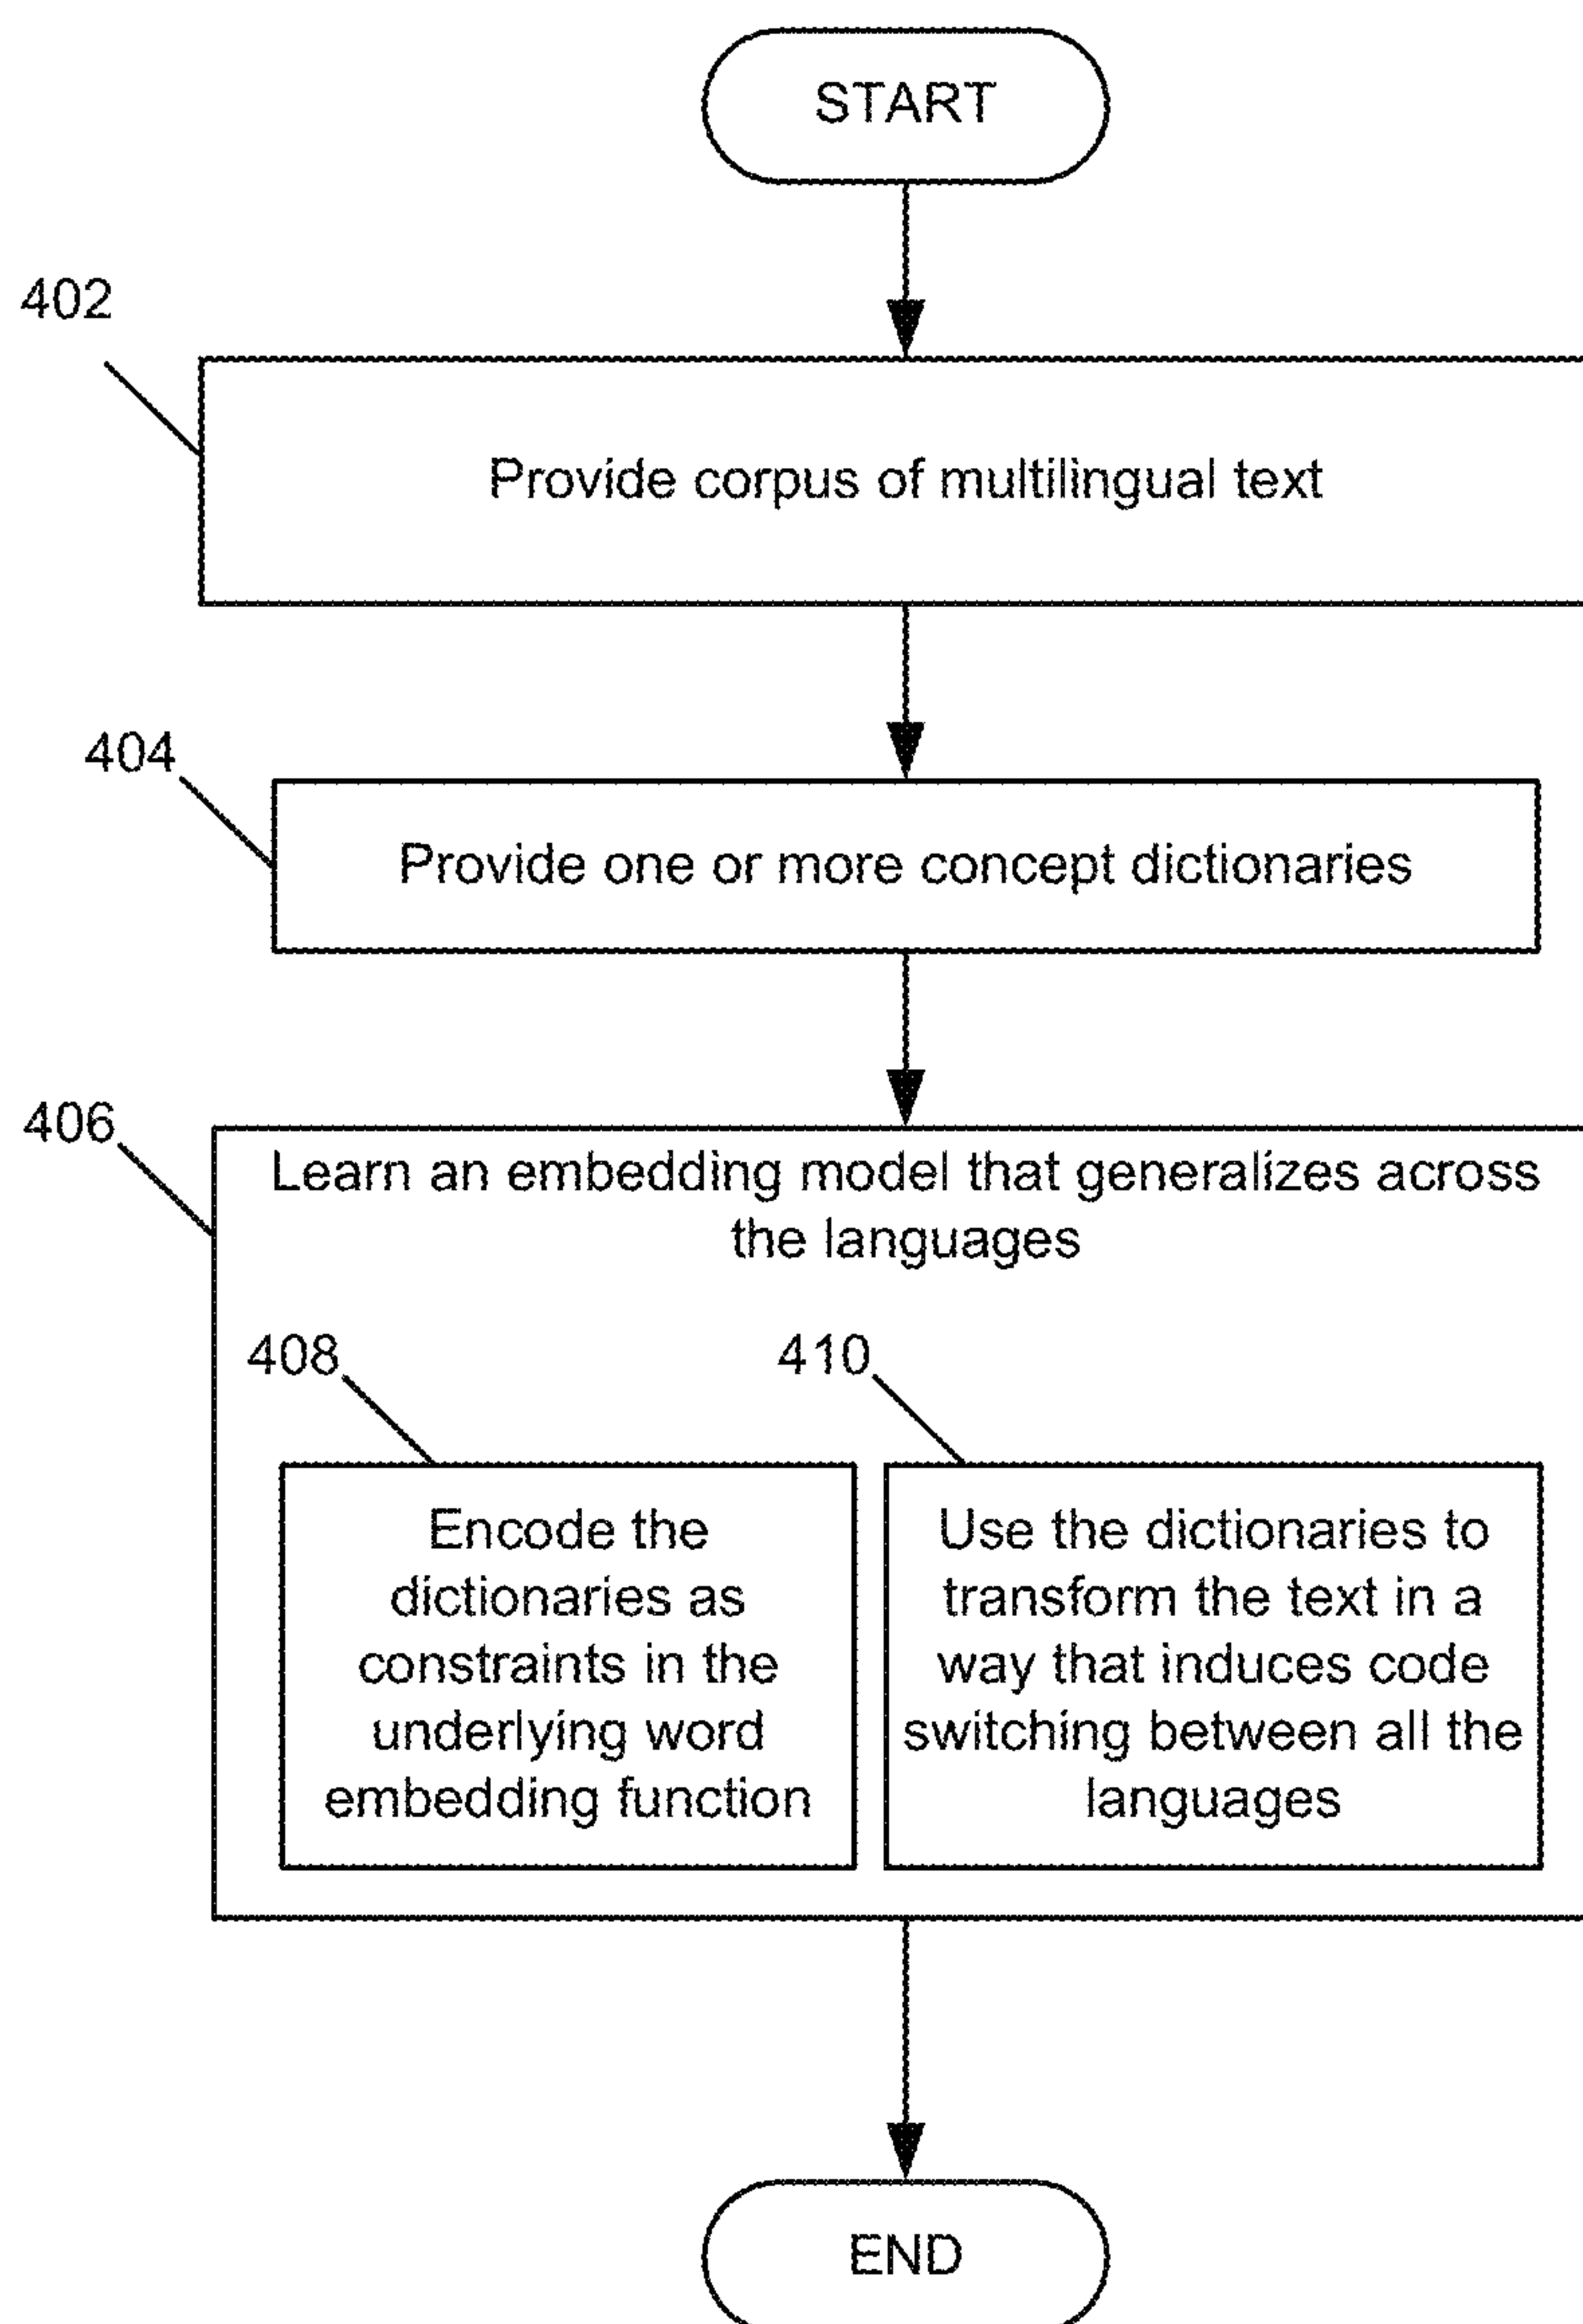 START
402
Provide corpus of multilingual text
404
Provide one or more concept dictionaries
406
Learn an embedding model that generalizes across
the languages
408
Encode the
dictionaries as
constraints in the
underlying word
embedding function
410
Use the dictionaries to
transform the text in a
way that induces code
switching between all the
languages
END